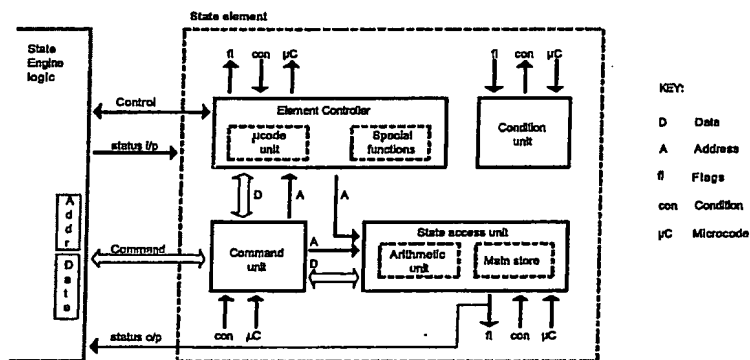 State element
State
Engine
logic
fl con µC
fl con µC
Control
Element Controller
µcode
unit
Special
functions
Condition
unit
status i/p
D A A
Addr
Data
Command
Command
unit
A
D
State access unit
Arithmetic
unit
Main store
con µC
fl con µC
status o/p
KEY:
D Data
A Address
fl Flags
con Condition
µC Microcode